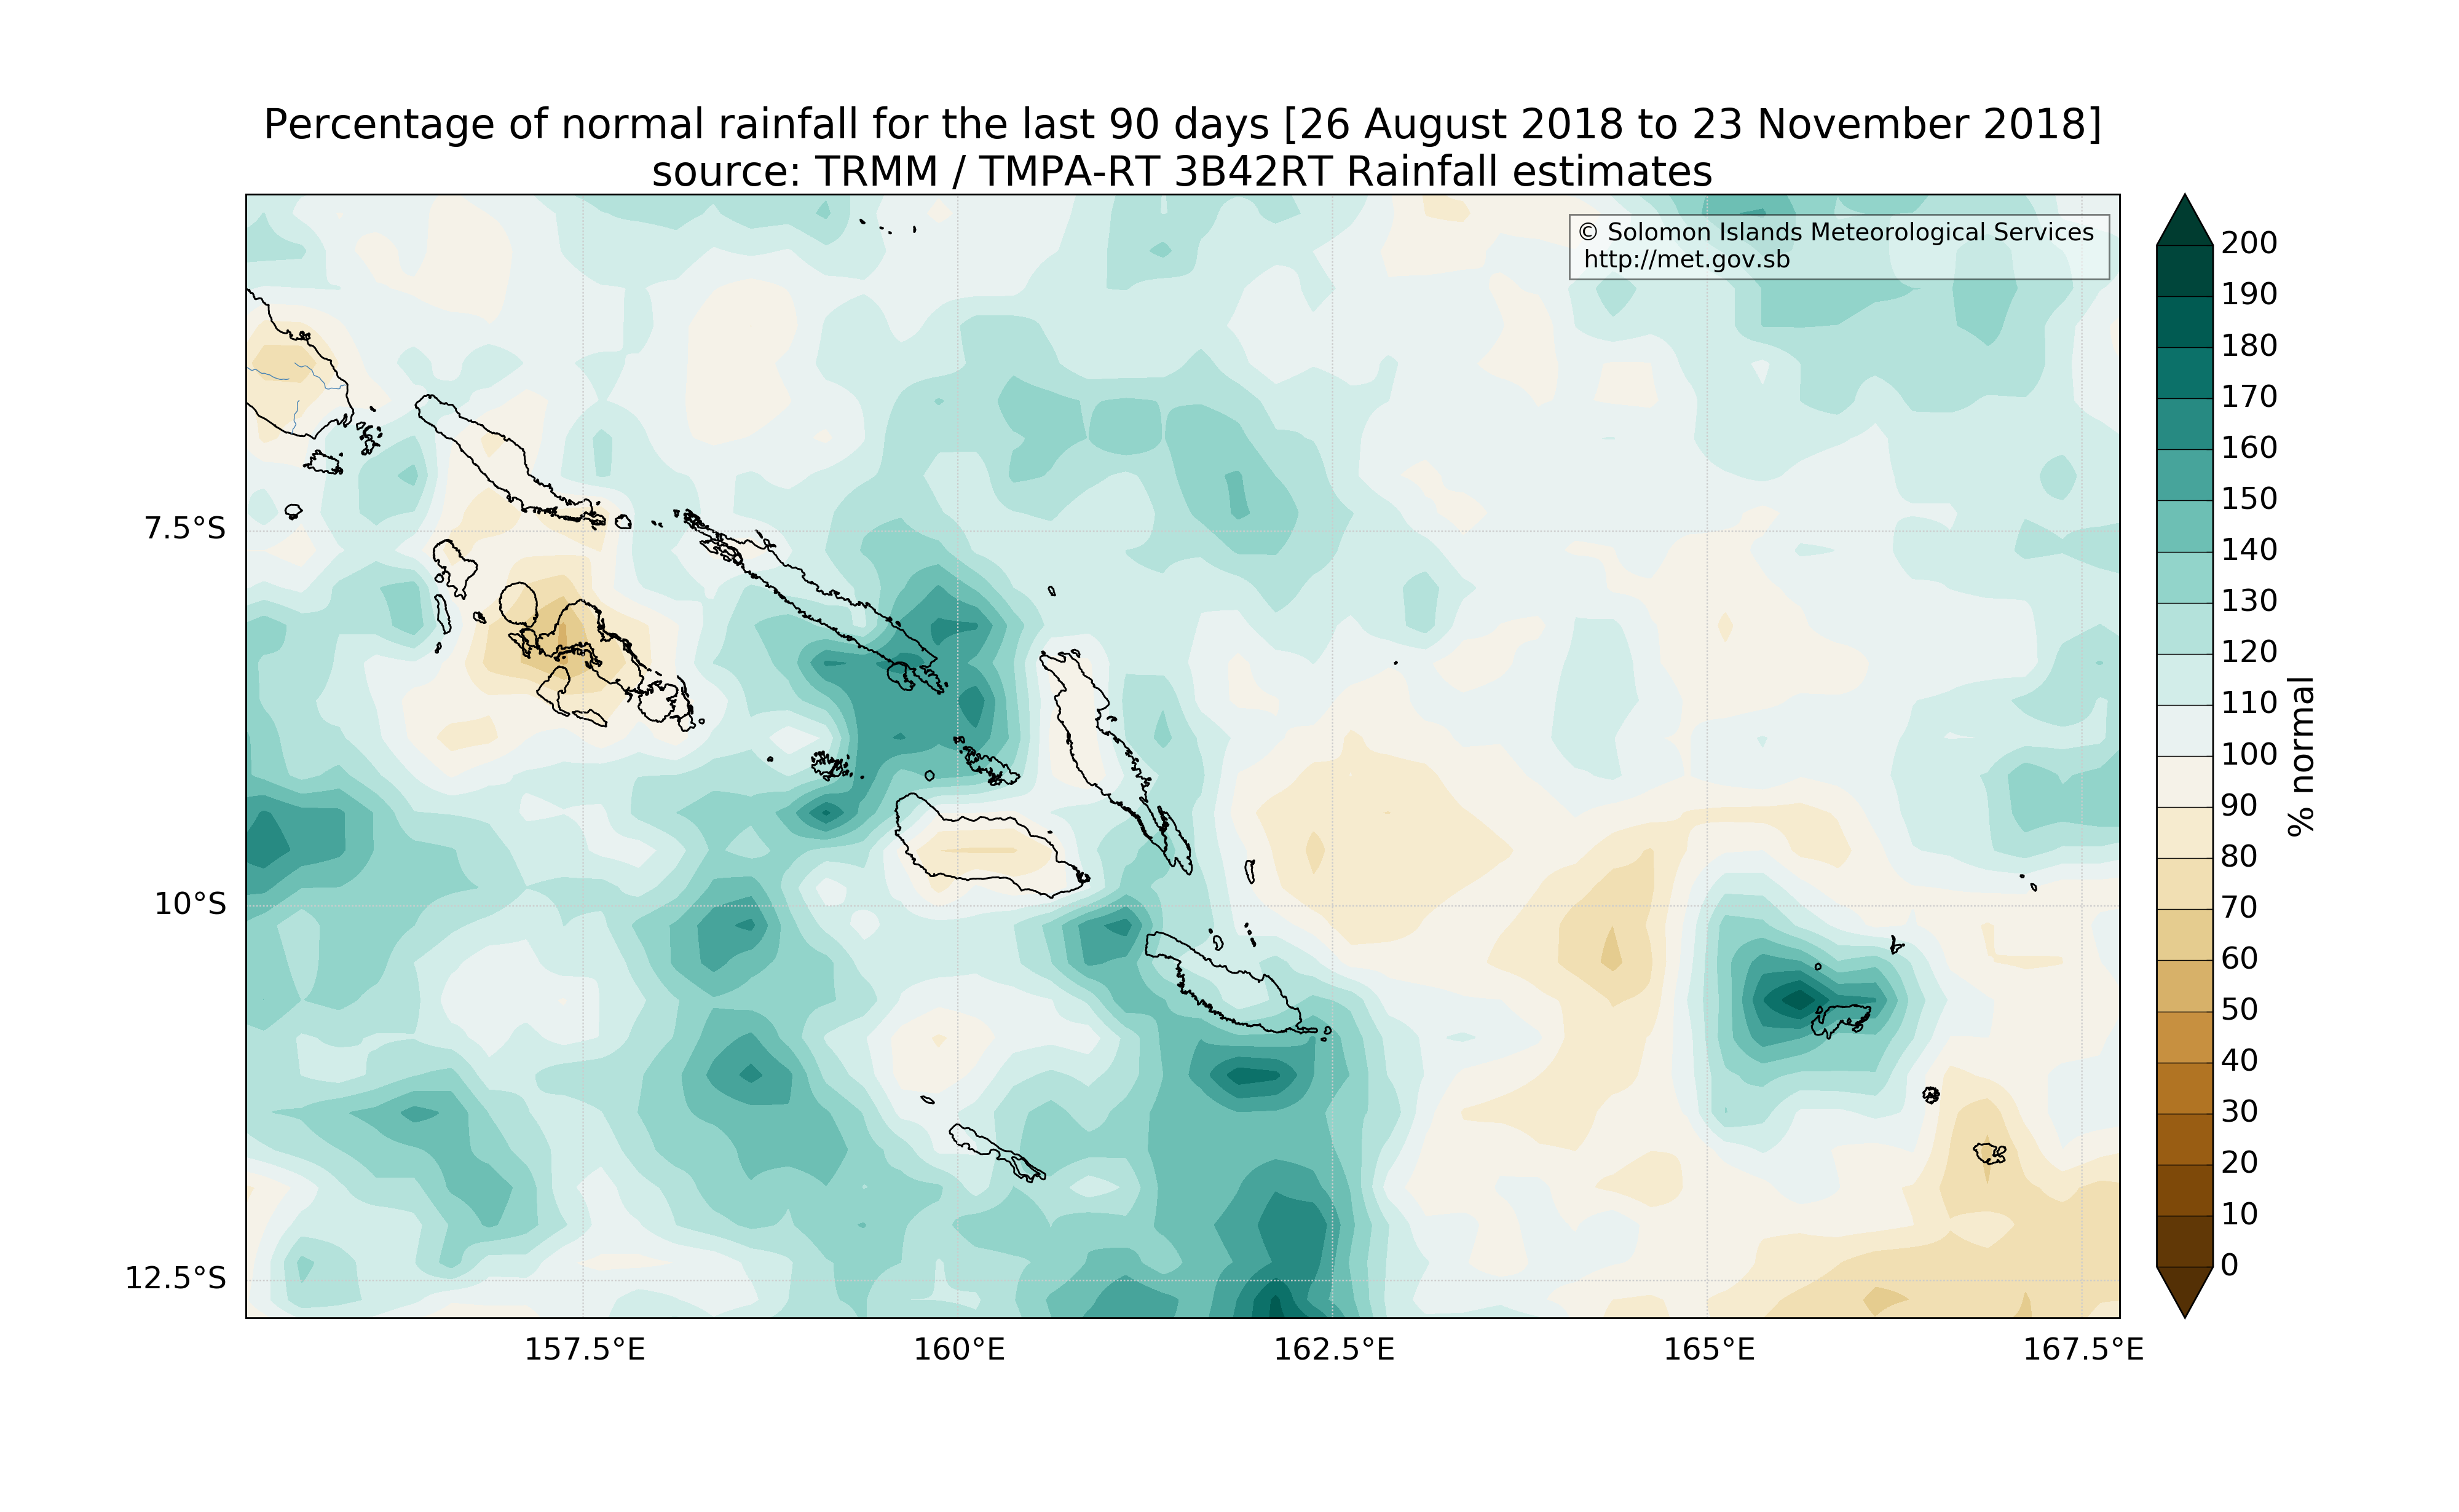 Percentage of normal rainfall for the last 90 days [26 August 2018 to 23 November 2018]
source: TRMM / TMPA-RT 3B42RT Rainfall estimates
© Solomon Islands Meteorological Services
http://met.gov.sb
7.5°S
10°S
12.5°S
157.5°E
160°E
162.5°E
165°E
167.5°E
200
190
180
170
160
150
140
130
120
110
100
90
80
70
60
50
40
30
20
10
0
% normal